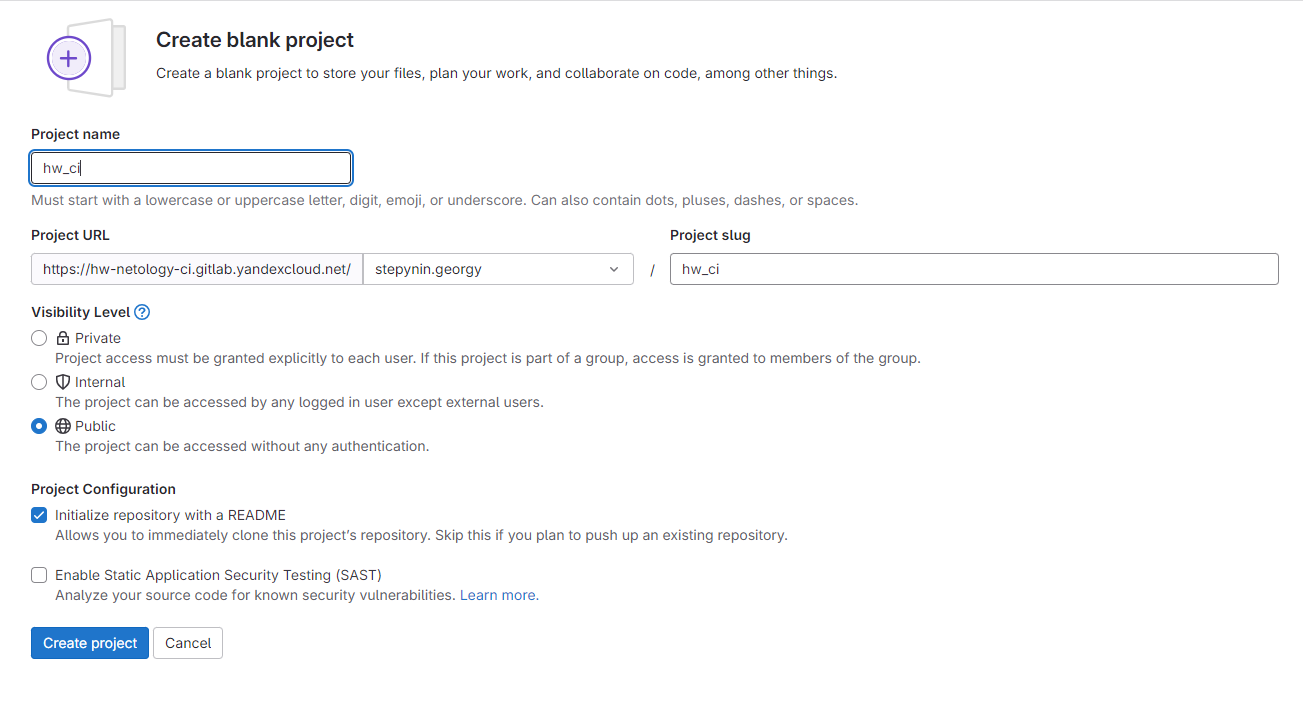 Create blank project
Create a blank project to store your files, plan your work, and collaborate on code, among other things.
Project name
hw_ci
Must start with a lowercase or uppercase letter, digit, emoji, or underscore. Can also contain dots, pluses, dashes, or spaces.
Project URL
Project slug
https://hw-netology-ci.gitlab.yandexcloud.net/ stepynin.georgy / hw_ci
Visibility Level ?
Private
Project access must be granted explicitly to each user. If this project is part of a group, access is granted to members of the group.
Internal
The project can be accessed by any logged in user except external users.
Public
The project can be accessed without any authentication.
Project Configuration
Initialize repository with a README
Allows you to immediately clone this project’s repository. Skip this if you plan to push up an existing repository.
Enable Static Application Security Testing (SAST)
Analyze your source code for known security vulnerabilities. Learn more.
Create project Cancel